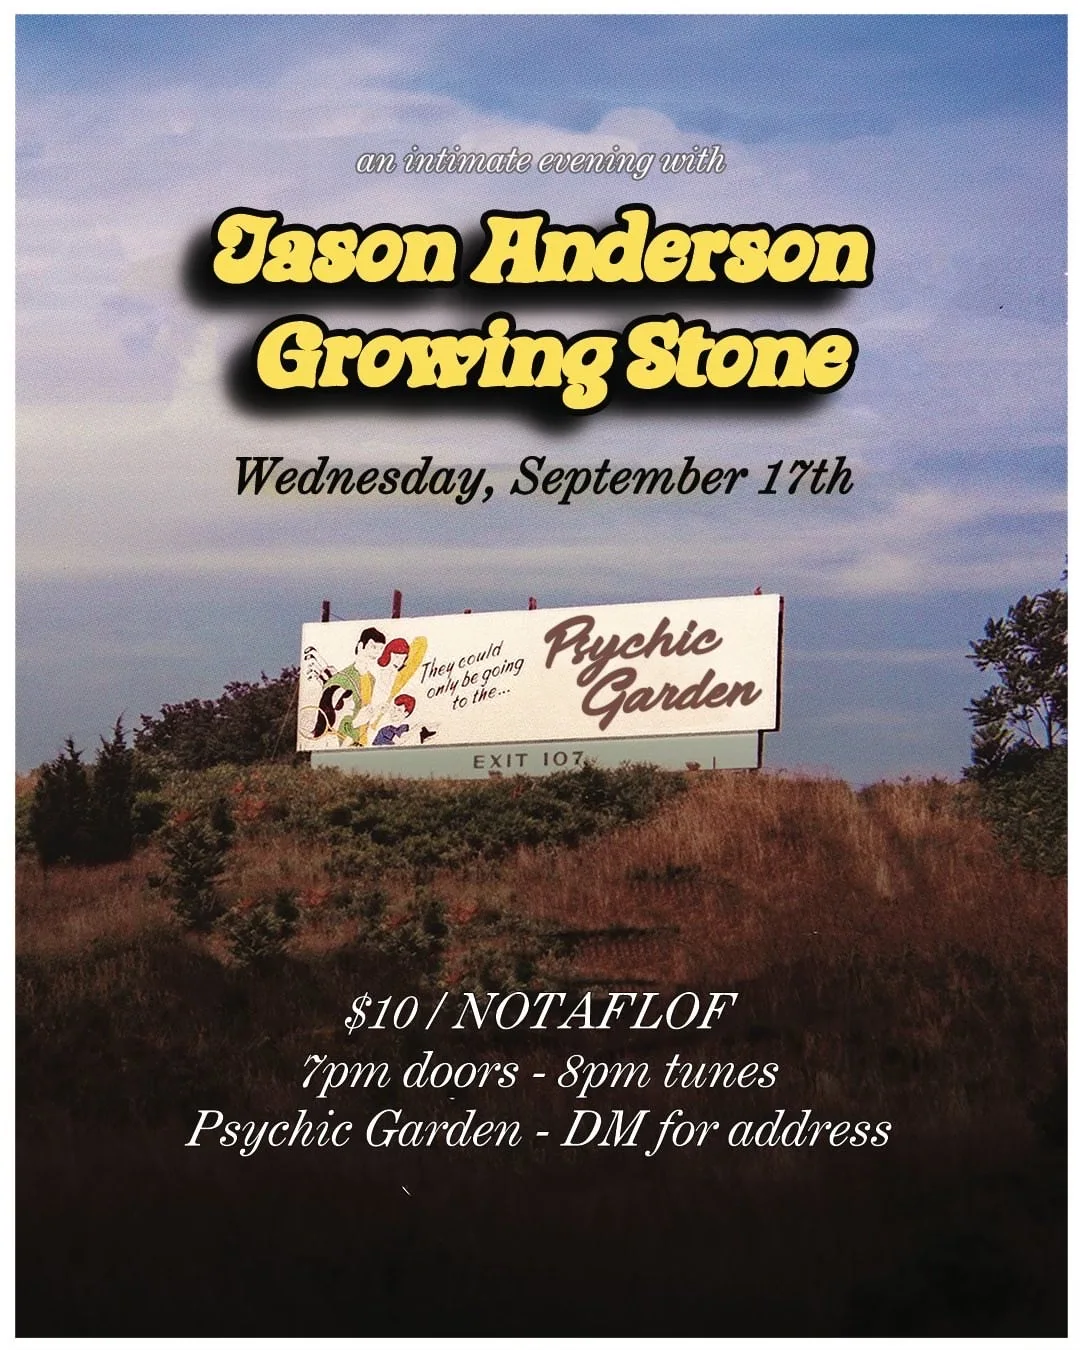 an intimate evening with
Jason Anderson
Growing Stone
Wednesday, September 17th
They could
only be going
to the...
Psychic
Garden
EXIT 107
$10 / NOTAFLOF
7pm doors - 8pm tunes
Psychic Garden - DM for address